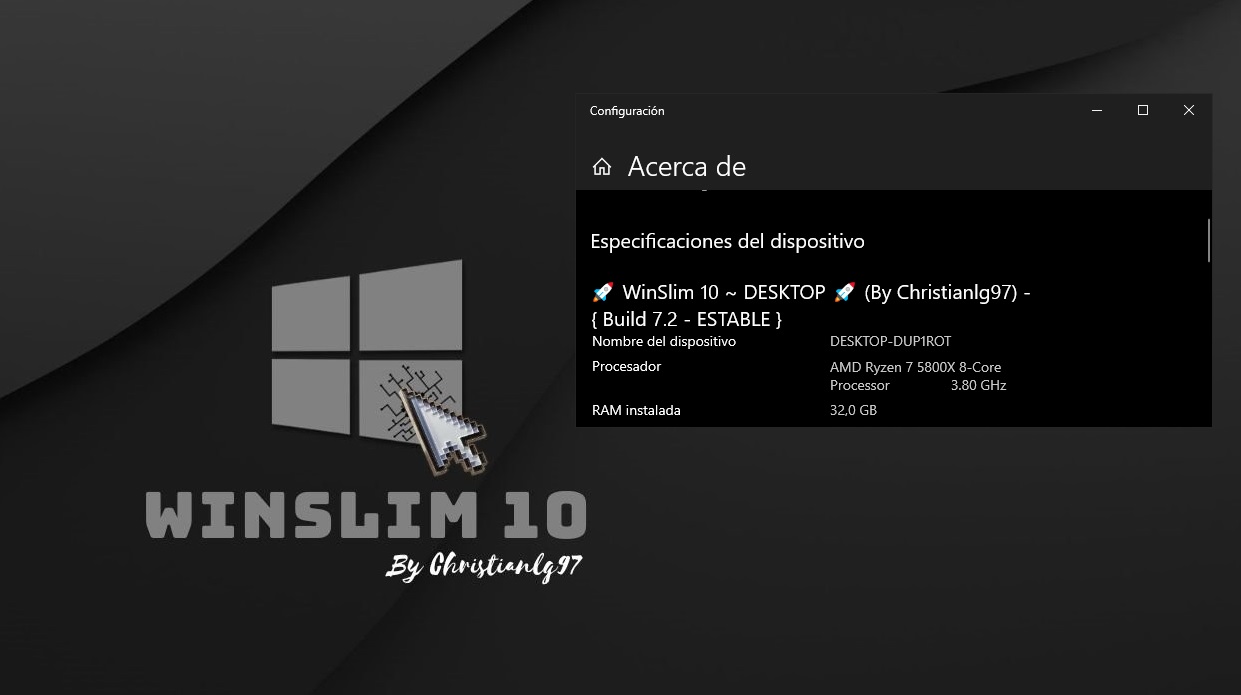 Configuración
Acerca de
Especificaciones del dispositivo
🚀 WinSlim 10 ~ DESKTOP 🚀 (By Christianlg97) -
{ Build 7.2 - ESTABLE }
Nombre del dispositivo DESKTOP-DUP1ROT
Procesador AMD Ryzen 7 5800X 8-Core
Processor 3.80 GHz
RAM instalada 32,0 GB
WINSLIM 10
By Christianlg97